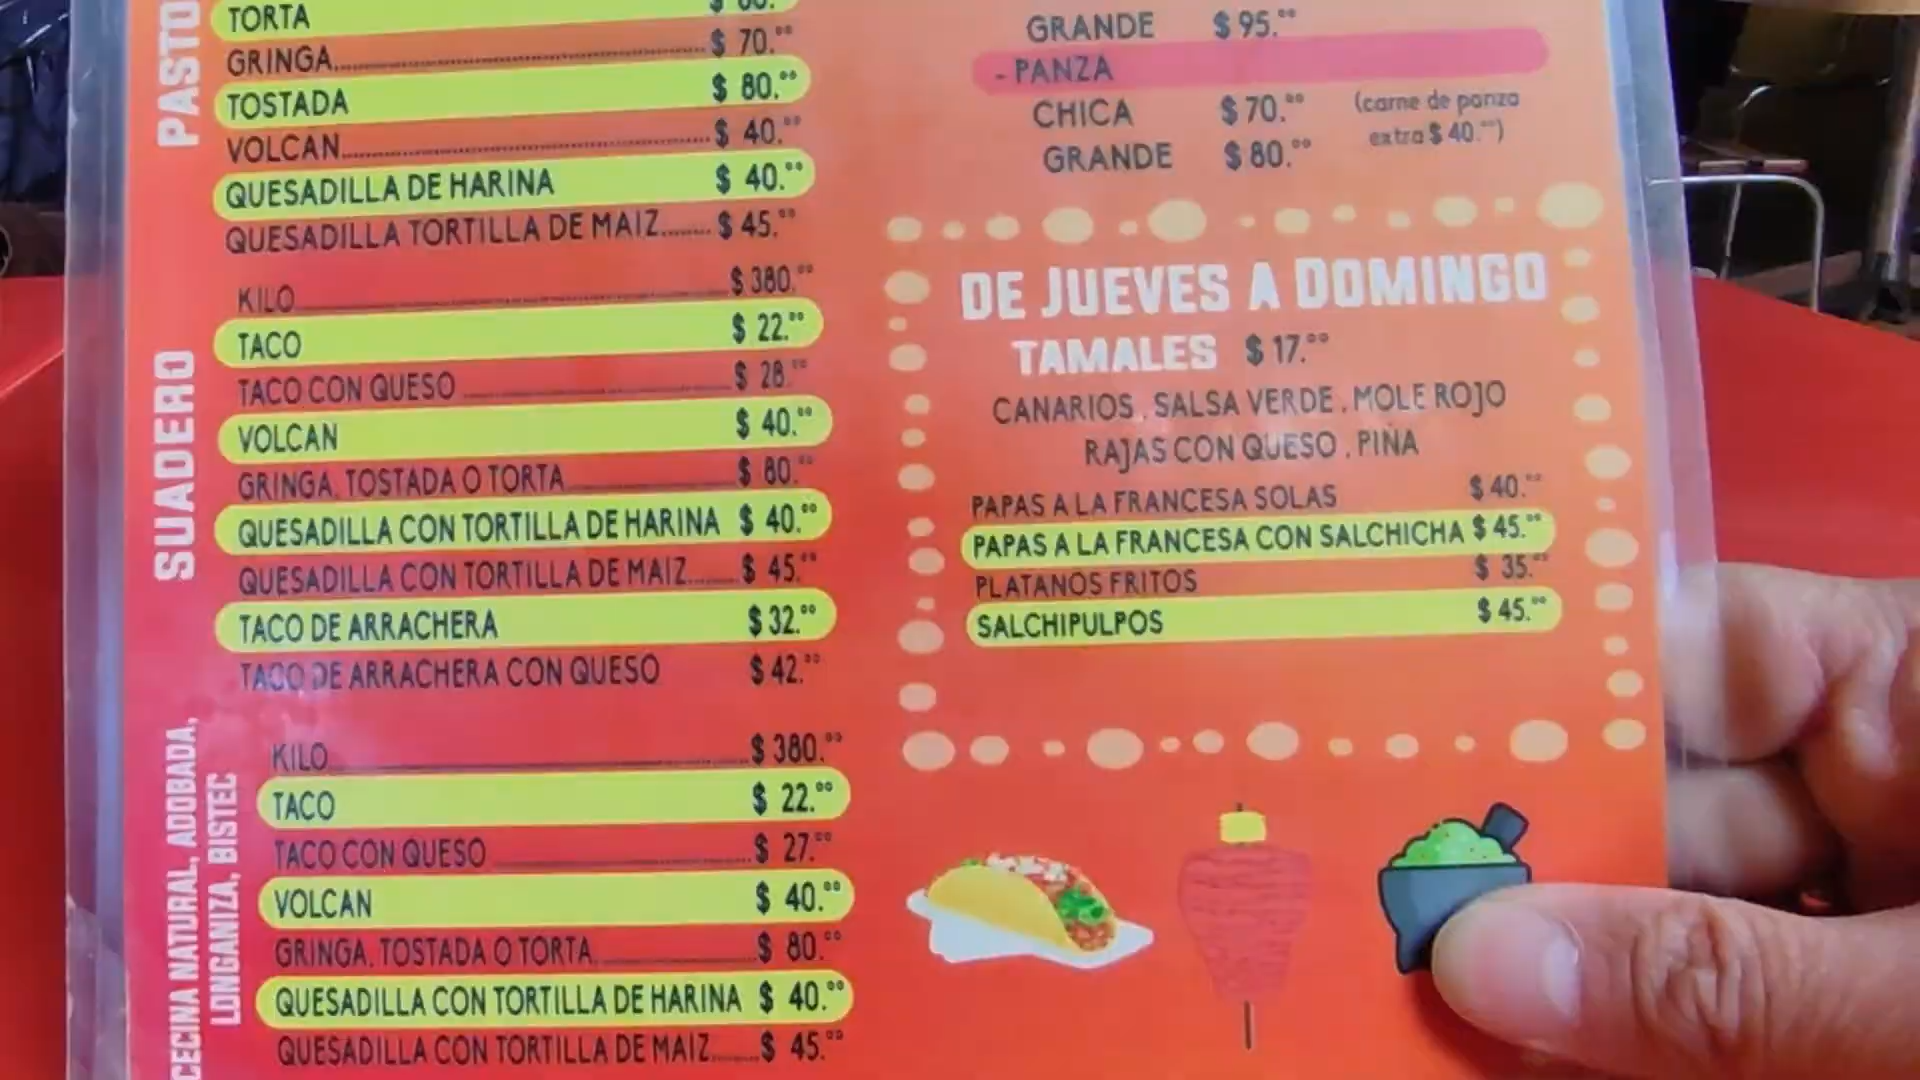 PASTO
TORTA
GRINGA $ 70.⁰⁰
TOSTADA $ 80.⁰⁰
VOLCAN $ 40.⁰⁰
QUESADILLA DE HARINA $ 40.⁰⁰
QUESADILLA TORTILLA DE MAIZ $ 45.⁰⁰
SUADERO
KILO $ 380.⁰⁰
TACO $ 22.⁰⁰
TACO CON QUESO $ 28.⁰⁰
VOLCAN $ 40.⁰⁰
GRINGA, TOSTADA O TORTA $ 80.⁰⁰
QUESADILLA CON TORTILLA DE HARINA $ 40.⁰⁰
QUESADILLA CON TORTILLA DE MAIZ $ 45.⁰⁰
TACO DE ARRACHERA $ 32.⁰⁰
TACO DE ARRACHERA CON QUESO $ 42.⁰⁰
CECINA NATURAL, ADOBADA,
LONGANIZA, BISTEC
KILO $ 380.⁰⁰
TACO $ 22.⁰⁰
TACO CON QUESO $ 27.⁰⁰
VOLCAN $ 40.⁰⁰
GRINGA, TOSTADA O TORTA $ 80.⁰⁰
QUESADILLA CON TORTILLA DE HARINA $ 40.⁰⁰
QUESADILLA CON TORTILLA DE MAIZ $ 45.⁰⁰
GRANDE $ 95.⁰⁰
- PANZA
CHICA $ 70.⁰⁰ (carne de panza
extra $ 40.⁰⁰)
GRANDE $ 80.⁰⁰
DE JUEVES A DOMINGO
TAMALES $ 17.⁰⁰
CANARIOS, SALSA VERDE, MOLE ROJO
RAJAS CON QUESO, PIÑA
PAPAS A LA FRANCESA SOLAS $ 40.⁰⁰
PAPAS A LA FRANCESA CON SALCHICHA $ 45.⁰⁰
PLATANOS FRITOS $ 35.⁰⁰
SALCHIPULPOS $ 45.⁰⁰